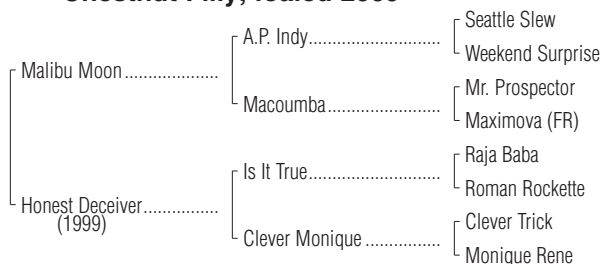 Chestnut Filly, foaled
Seattle Slew
A.P. Indy
Weekend Surprise
Malibu Moon
Mr. Prospector
Macoumba
Maximova (FR)
Raja Baba
Is It True
Roman Rockette
Honest Deceiver
(1999)
Clever Trick
Clever Monique
Monique Rene